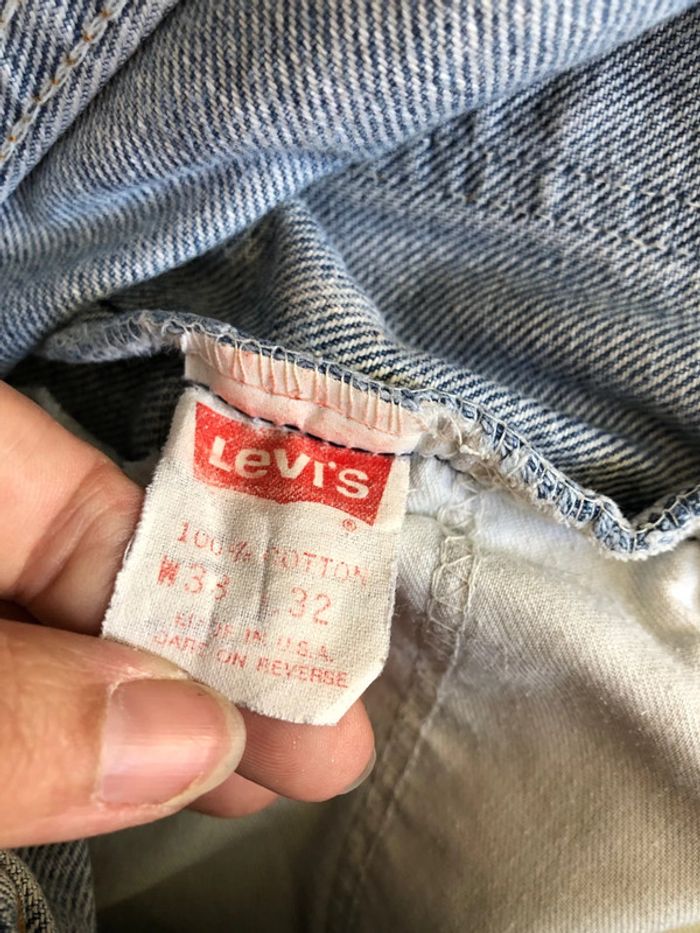 Levi's
®
100% COTTON
W33 L32
MADE IN U.S.A.
CARE ON REVERSE